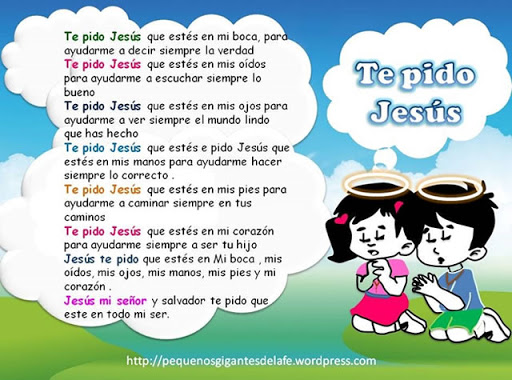 Te pido Jesús que estés en mi boca, para
ayudarme a decir siempre la verdad
Te pido Jesús que estés en mis oídos
para ayudarme a escuchar siempre lo
bueno
Te pido Jesús que estés en mis ojos para
ayudarme a ver siempre el mundo lindo
que has hecho
Te pido Jesús que estés e pido Jesús que
estés en mis manos para ayudarme hacer
siempre lo correcto .
Te pido Jesús que estés en mis pies para
ayudarme a caminar siempre en tus
caminos
Te pido Jesús que estés en mi corazón
para ayudarme siempre a ser tu hijo
Jesús te pido que estés en Mi boca , mis
oídos, mis ojos, mis manos, mis pies y mi
corazón .
Jesús mi señor y salvador te pido que
este en todo mi ser.
Te pido
Jesús
http://pequenosgigantesdelafe.wordpress.com